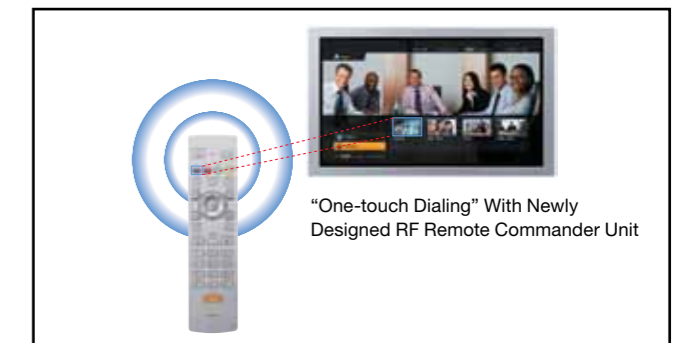 “One-touch Dialing” With Newly
Designed RF Remote Commander Unit